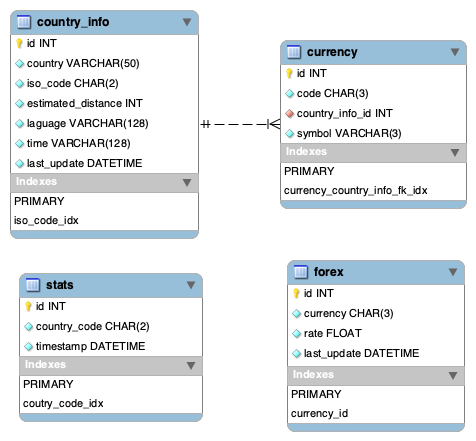 country_info
id INT
country VARCHAR(50)
iso_code CHAR(2)
estimated_distance INT
laguage VARCHAR(128)
time VARCHAR(128)
last_update DATETIME
Indexes
PRIMARY
iso_code_idx
currency
id INT
code CHAR(3)
country_info_id INT
symbol VARCHAR(3)
Indexes
PRIMARY
currency_country_info_fk_idx
stats
id INT
country_code CHAR(2)
timestamp DATETIME
Indexes
PRIMARY
coutry_code_idx
forex
id INT
currency CHAR(3)
rate FLOAT
last_update DATETIME
Indexes
PRIMARY
currency_id